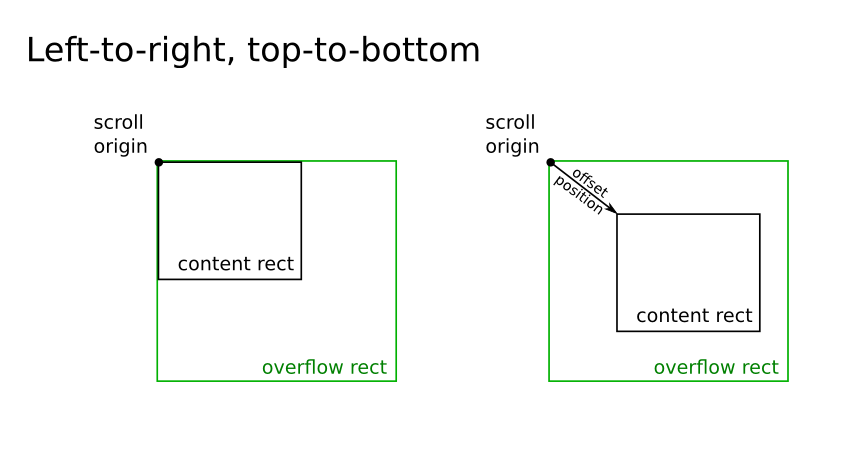 Left-to-right, top-to-bottom
scroll
origin
content rect
overflow rect
scroll
origin
offset
position
content rect
overflow rect